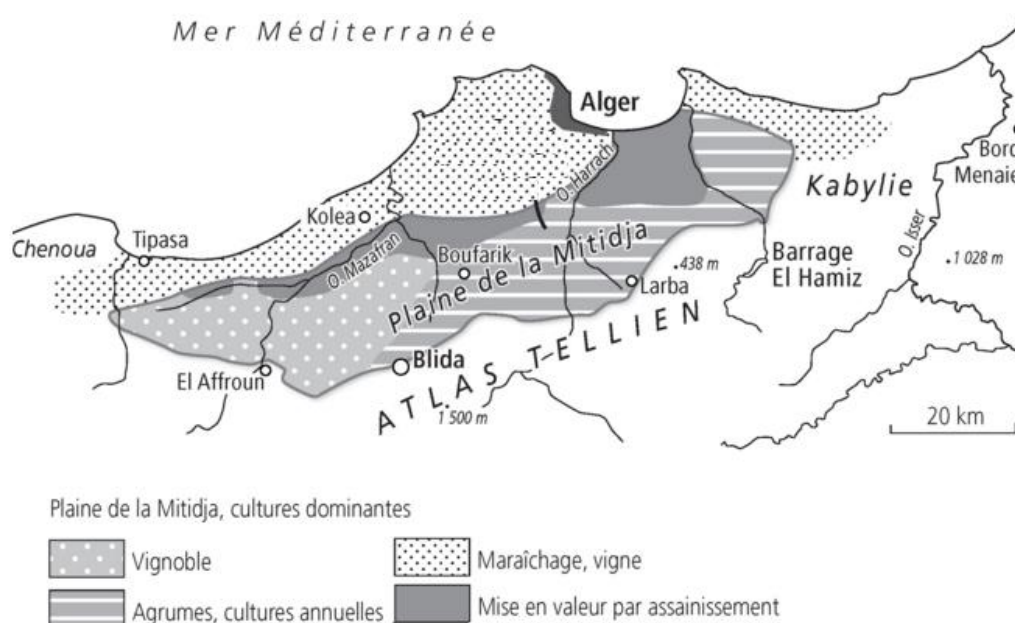 Mer Méditerranée
Alger
Kabylie
Bord
Menaie
O. Isser
O. Harrach
Kolea
Chenoua
Tipasa
O. Mazafran
Boufarik
Plaine de la Mitidja
.438 m
.1 028 m
Larba
Barrage
El Hamiz
Blida
El Affroun
ATLAS TELLIEN
1 500 m
20 km
Plaine de la Mitidja, cultures dominantes
Vignoble
Maraîchage, vigne
Agrumes, cultures annuelles
Mise en valeur par assainissement